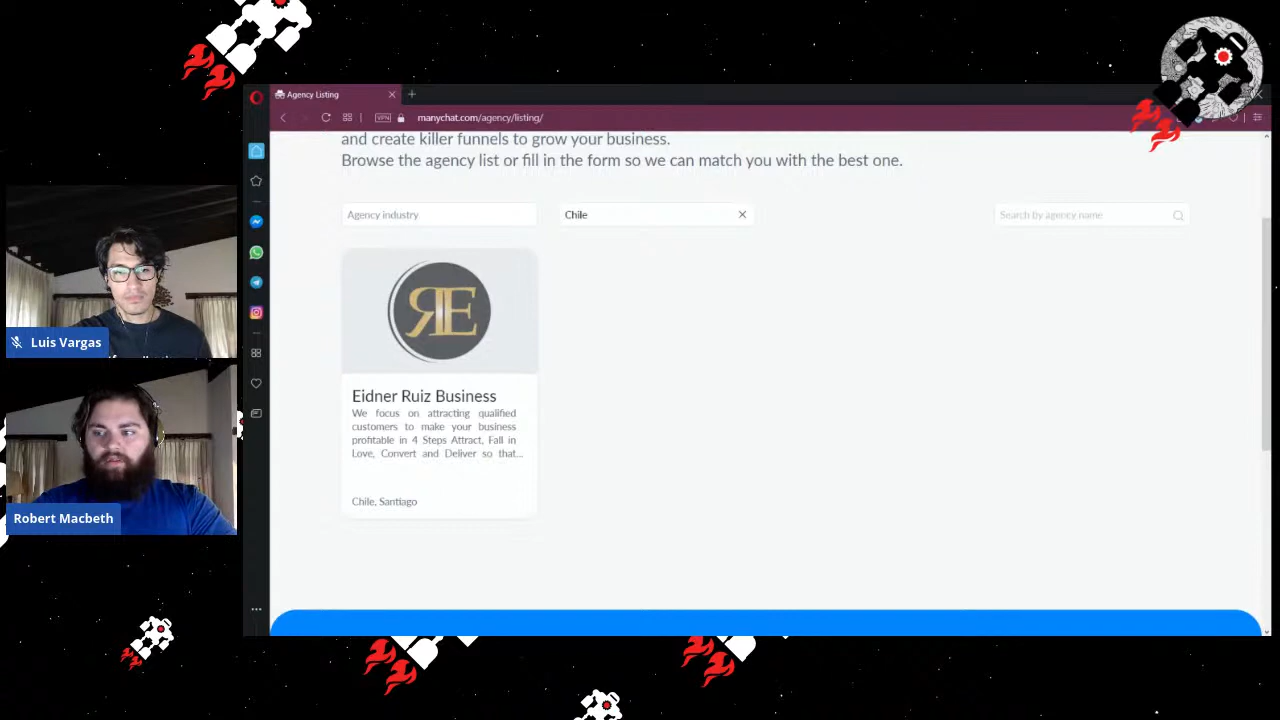 Agency Listing
VPN
manychat.com/agency/listing/
and create killer funnels to grow your business.
Browse the agency list or fill in the form so we can match you with the best one.
Agency industry
Chile
Search by agency name
RE
Eidner Ruiz Business
We focus on attracting qualified
customers to make your business
profitable in 4 Steps Attract, Fall in
Love, Convert and Deliver so that...
Chile, Santiago
Luis Vargas
Robert Macbeth